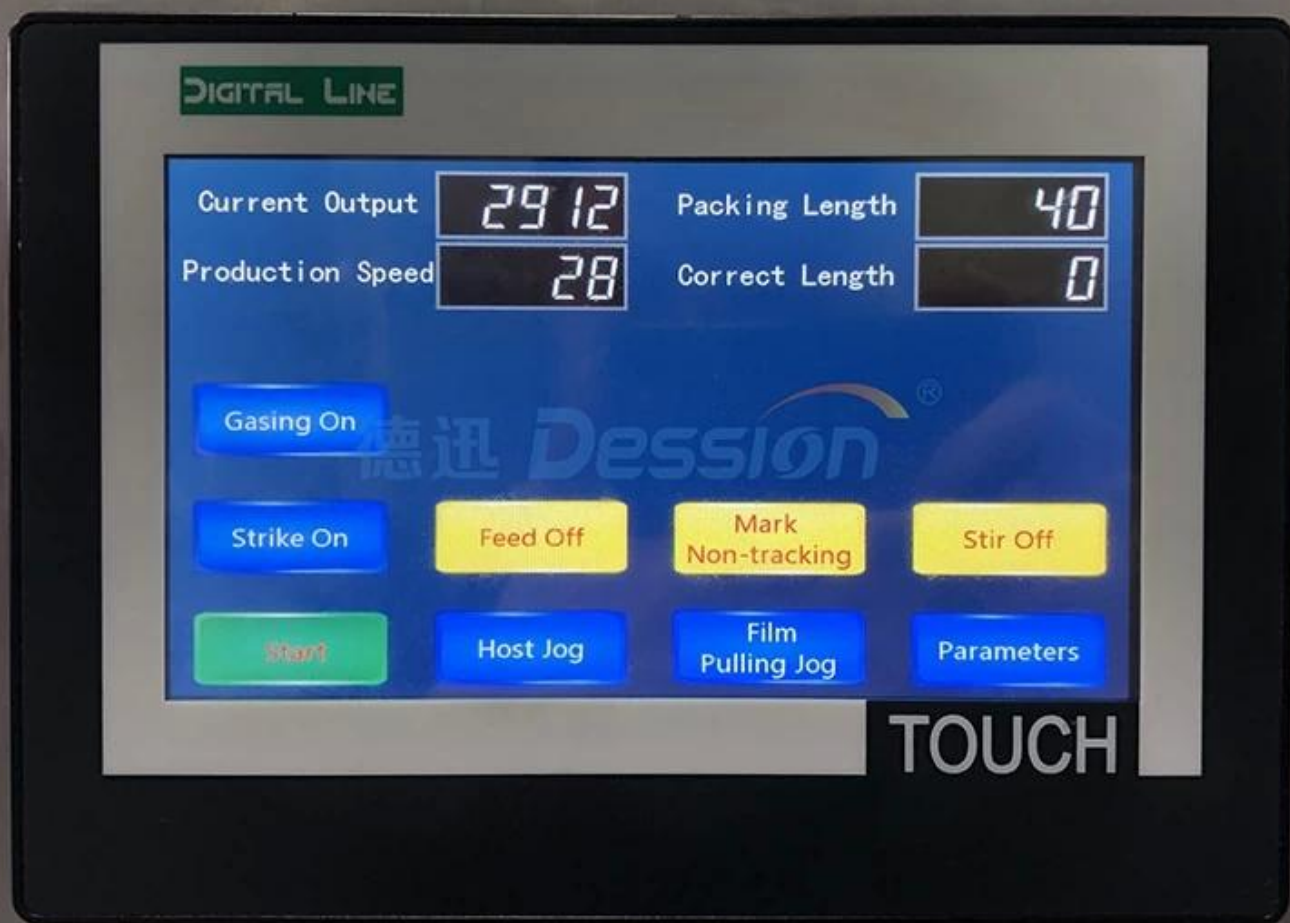 DIGITAL LINE
Current Output 2912 Packing Length 40
Production Speed 28 Correct Length 0
Gasing On
德迅 Dession®
Strike On Feed Off Mark Non-tracking Stir Off
Start Host Jog Film Pulling Jog Parameters
TOUCH